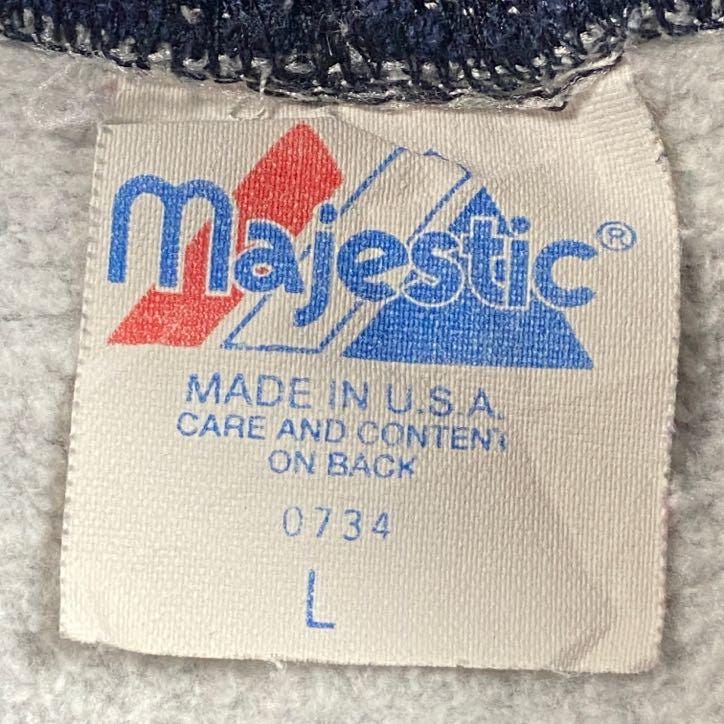 majestic®
MADE IN U.S.A.
CARE AND CONTENT
ON BACK
0734
L